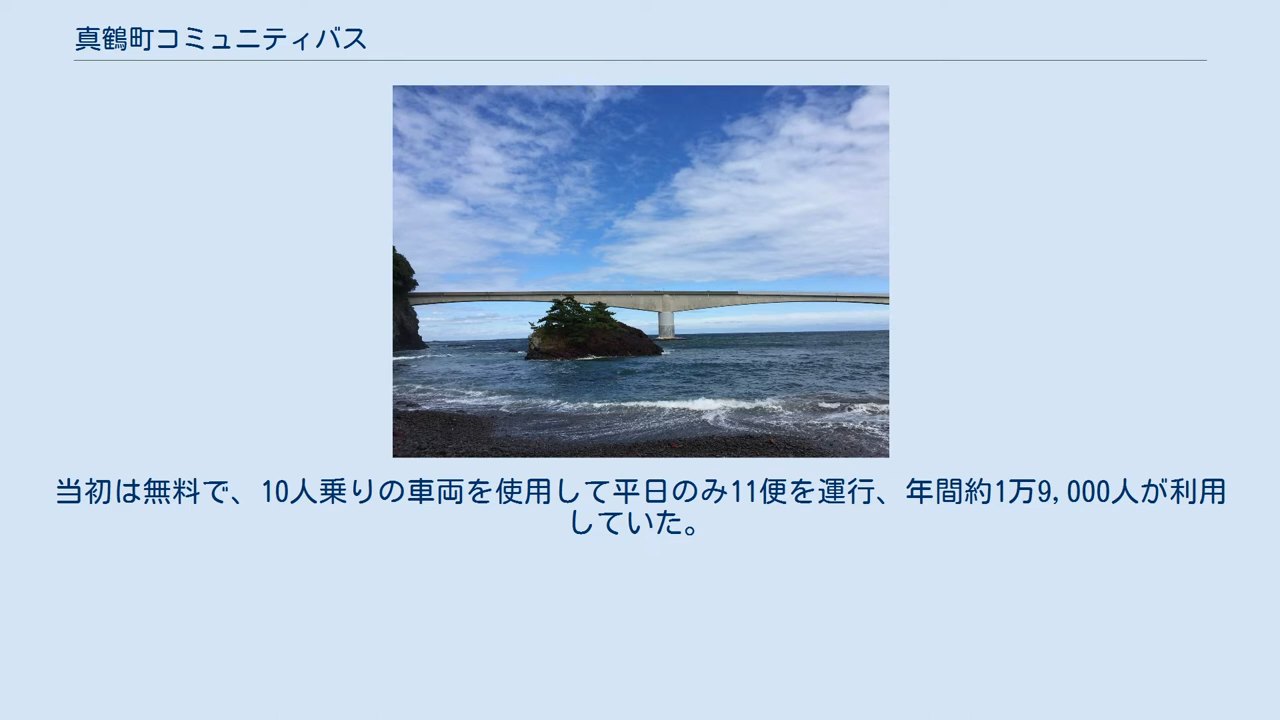 真鶴町コミュニティバス
当初は無料で、10人乗りの車両を使用して平日のみ11便を運行、年間約1万9,000人が利用
していた。